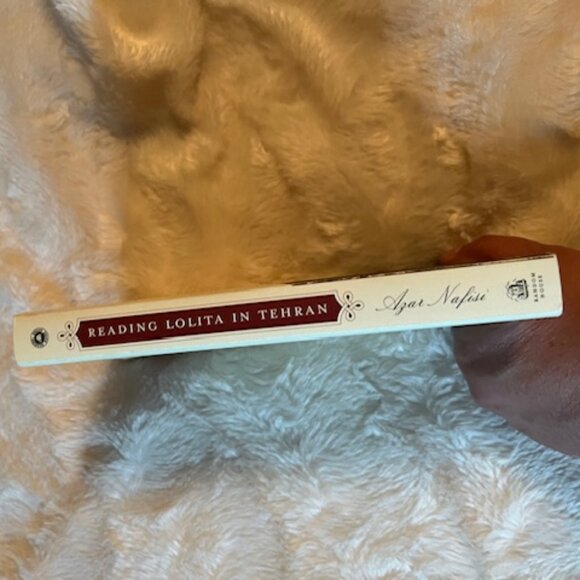 READING LOLITA IN TEHRAN
Azar Nafisi
RANDOM
HOUSE